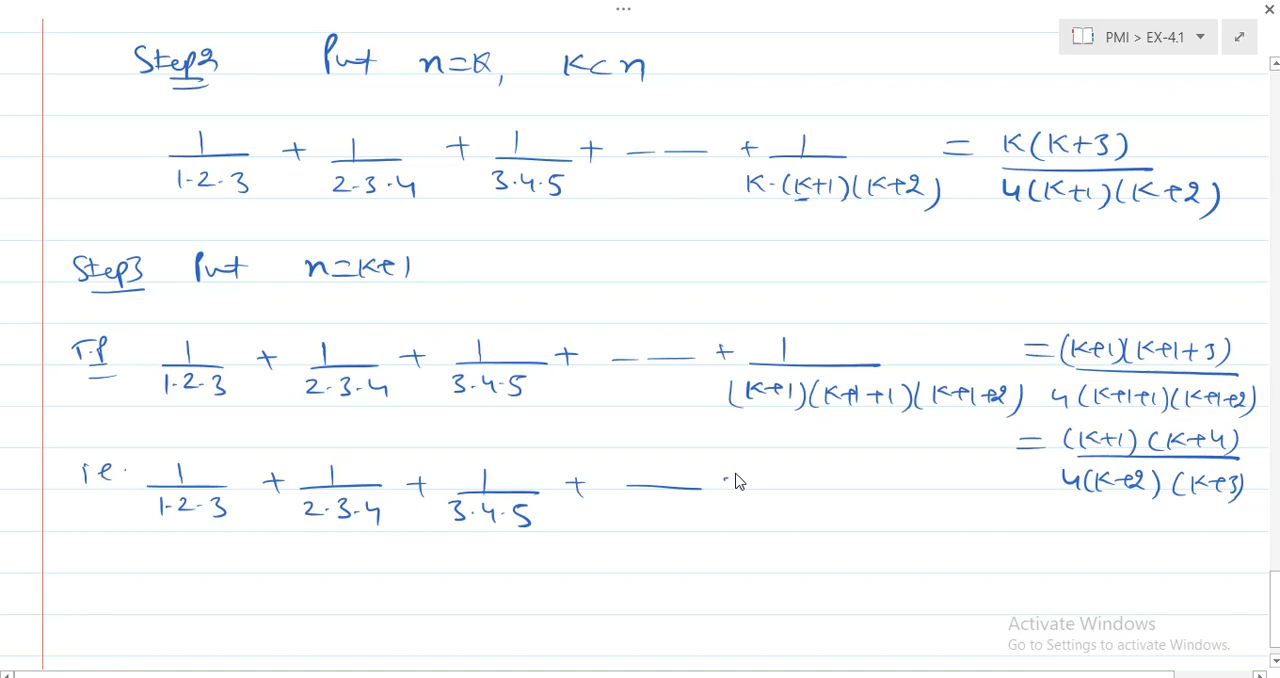 PMI > EX-4.1
Step2 Put n=K, K<n
1/1·2·3 + 1/2·3·4 + 1/3·4·5 + — — + 1/K·(K+1)(K+2) = K(K+3)/4(K+1)(K+2)
Step3 Put n=K+1
T.P 1/1·2·3 + 1/2·3·4 + 1/3·4·5 + — — + 1/(K+1)(K+1+1)(K+1+2) = (K+1)(K+1+3)/4(K+1+1)(K+1+2)
= (K+1)(K+4)/4(K+2)(K+3)
i.e. 1/1·2·3 + 1/2·3·4 + 1/3·4·5 + ——
Activate Windows
Go to Settings to activate Windows.